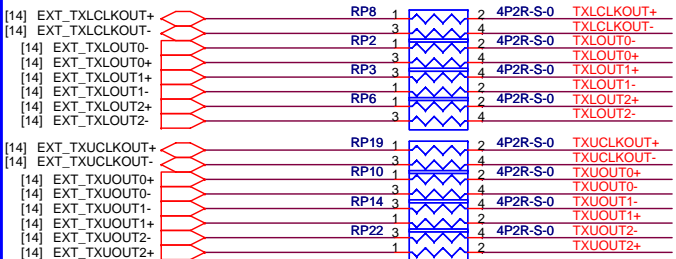 [14] EXT_TXLCLKOUT+ RP8 1 2 4P2R-S-0 TXLCLKOUT+
[14] EXT_TXLCLKOUT- 3 4 TXLCLKOUT-
[14] EXT_TXLOUT0- RP2 1 2 4P2R-S-0 TXLOUT0-
[14] EXT_TXLOUT0+ 3 4 TXLOUT0+
[14] EXT_TXLOUT1+ RP3 3 4 4P2R-S-0 TXLOUT1+
[14] EXT_TXLOUT1- 1 2 TXLOUT1-
[14] EXT_TXLOUT2+ RP6 1 2 4P2R-S-0 TXLOUT2+
[14] EXT_TXLOUT2- 3 4 TXLOUT2-
[14] EXT_TXUCLKOUT+ RP19 1 2 4P2R-S-0 TXUCLKOUT+
[14] EXT_TXUCLKOUT- 3 4 TXUCLKOUT-
[14] EXT_TXUOUT0+ RP10 1 2 4P2R-S-0 TXUOUT0+
[14] EXT_TXUOUT0- 3 4 TXUOUT0-
[14] EXT_TXUOUT1- RP14 3 4 4P2R-S-0 TXUOUT1-
[14] EXT_TXUOUT1+ 1 2 TXUOUT1+
[14] EXT_TXUOUT2- RP22 3 4 4P2R-S-0 TXUOUT2-
[14] EXT_TXUOUT2+ 1 2 TXUOUT2+